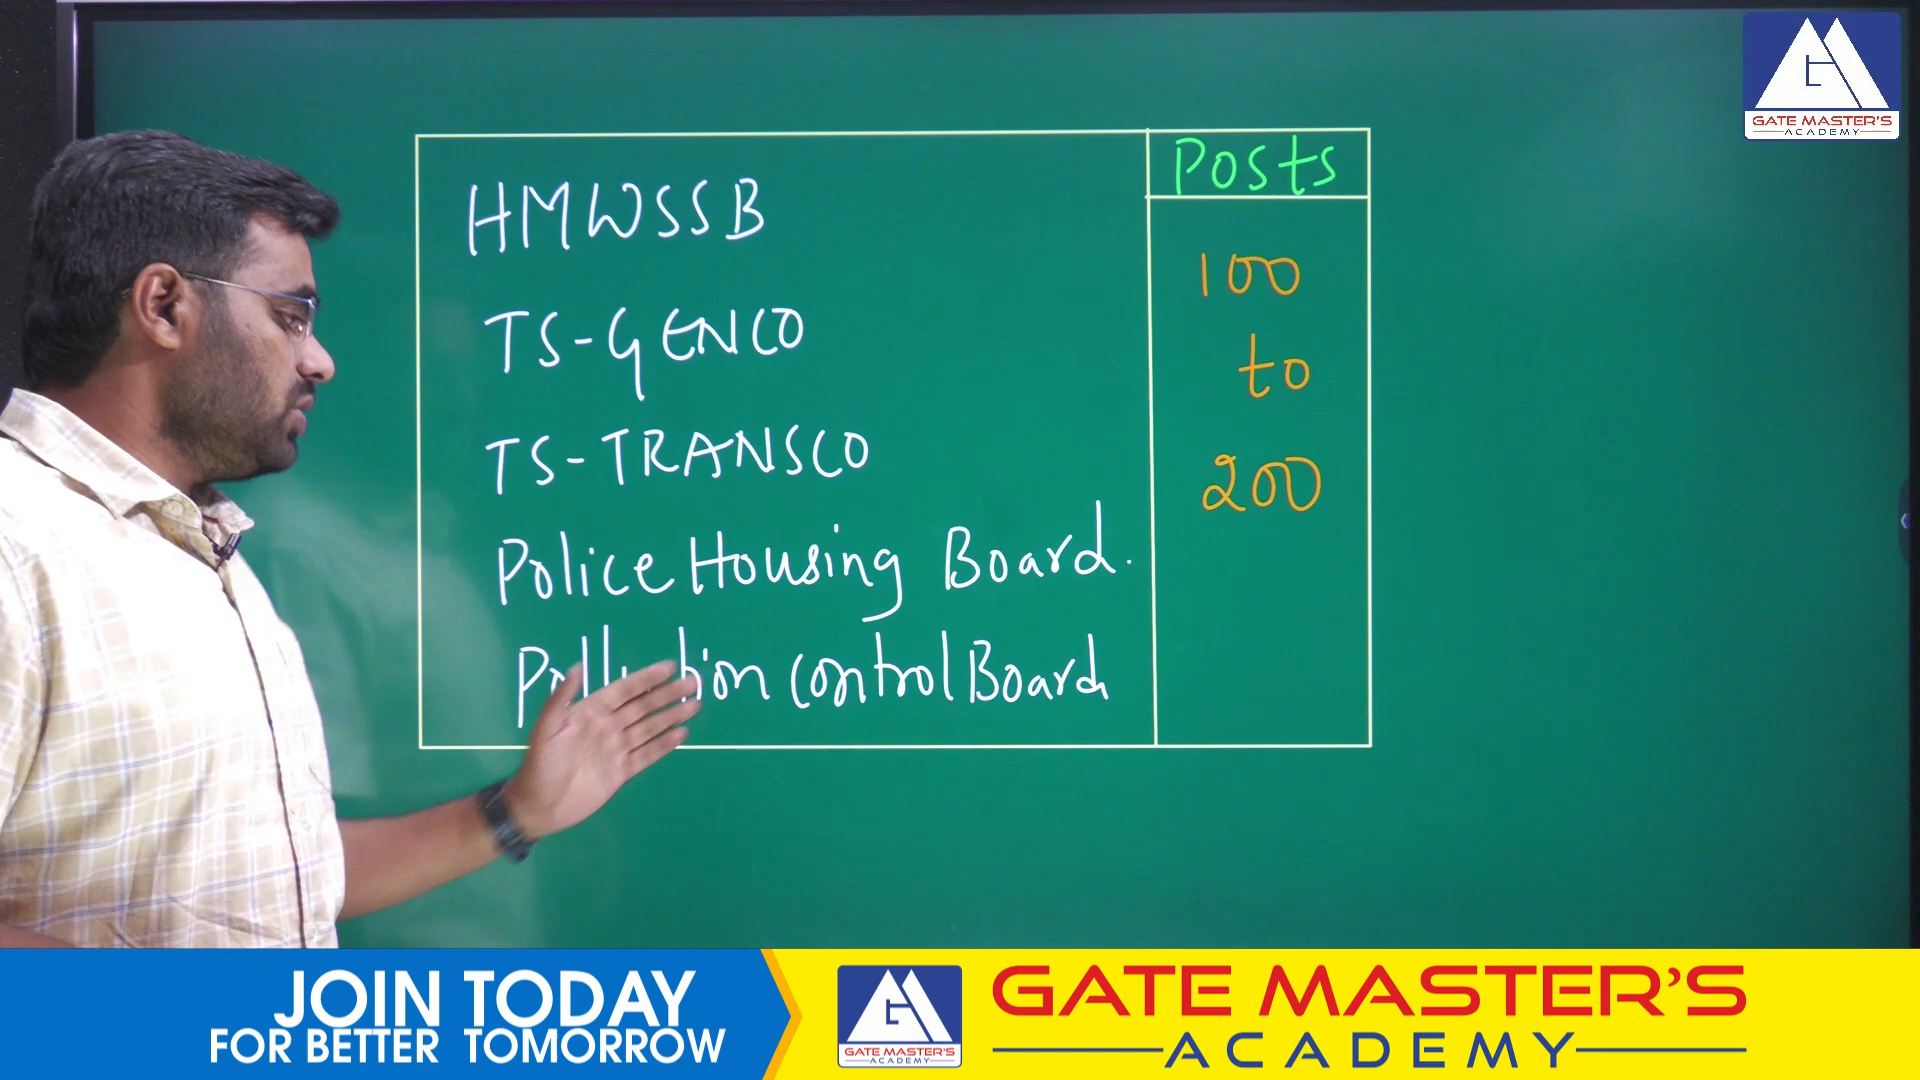 GATE MASTER'S
ACADEMY
Posts
HMWSSB
100
TS-GENCO
to
TS-TRANSCO
200
Police Housing Board.
Pollution Control Board
JOIN TODAY
FOR BETTER TOMORROW
GATE MASTER'S
ACADEMY
GATE MASTER'S
ACADEMY